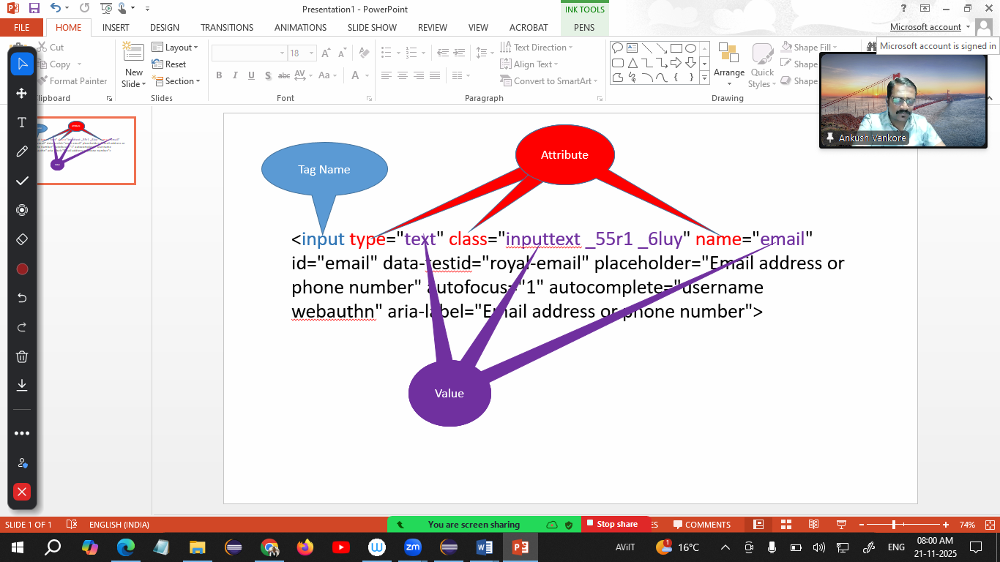 Presentation1 - PowerPoint
INK TOOLS
?
FILE
HOME
INSERT
DESIGN
TRANSITIONS
ANIMATIONS
SLIDE SHOW
REVIEW
VIEW
ACROBAT
PENS
Microsoft account
Microsoft account is signed in
Cut
Copy
Format Painter
New
Slide
Layout
Reset
Section
Slides
18
B I U S abc AV Aa A
Font
Text Direction
Align Text
Convert to SmartArt
Paragraph
Arrange
Quick
Styles
Shape Fill
Shape
Shape
Drawing
Ankush Vankore
Tag Name
Attribute
<input type="text" class="inputtext _55r1 _6luy" name="email"
id="email" data-testid="royal-email" placeholder="Email address or
phone number" autofocus="1" autocomplete="username
webauthn" aria-label="Email address or phone number">
Value
SLIDE 1 OF 1
ENGLISH (INDIA)
You are screen sharing
Stop share
COMMENTS
74%
AViIT
1
16°C
ENG
08:00 AM
21-11-2025